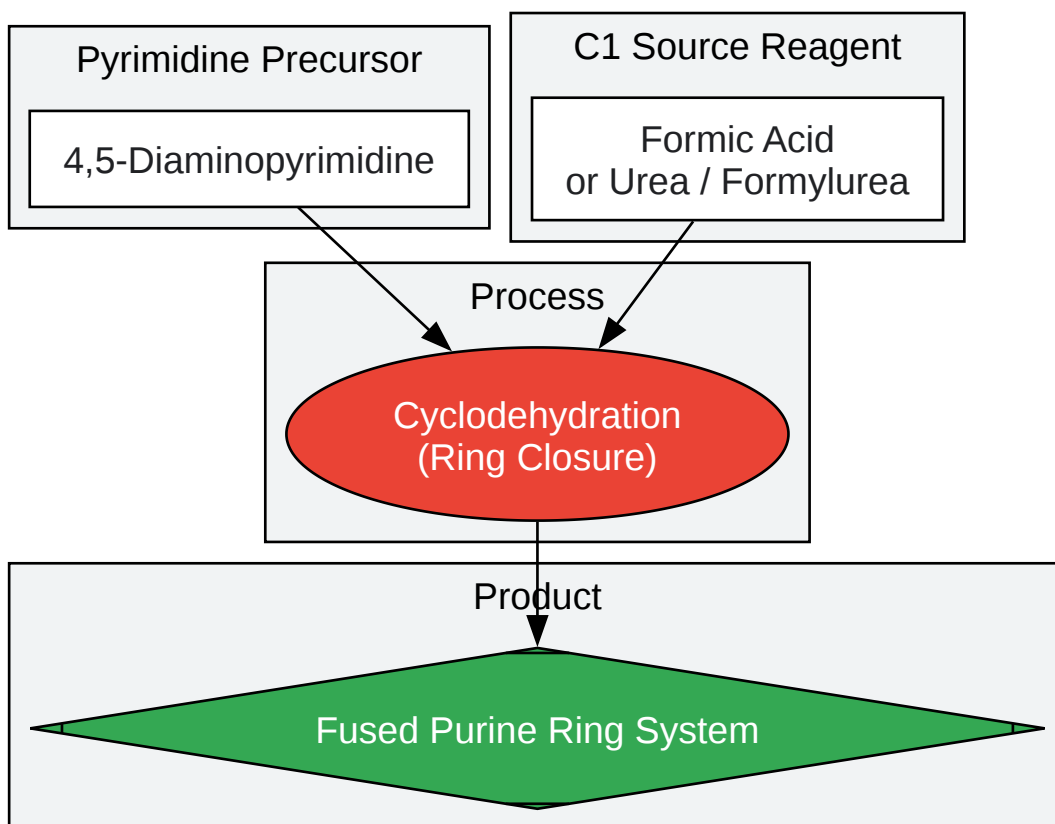 Pyrimidine Precursor
4,5-Diaminopyrimidine
C1 Source Reagent
Formic Acid
or Urea / Formylurea
Process
Cyclodehydration
(Ring Closure)
Product
Fused Purine Ring System